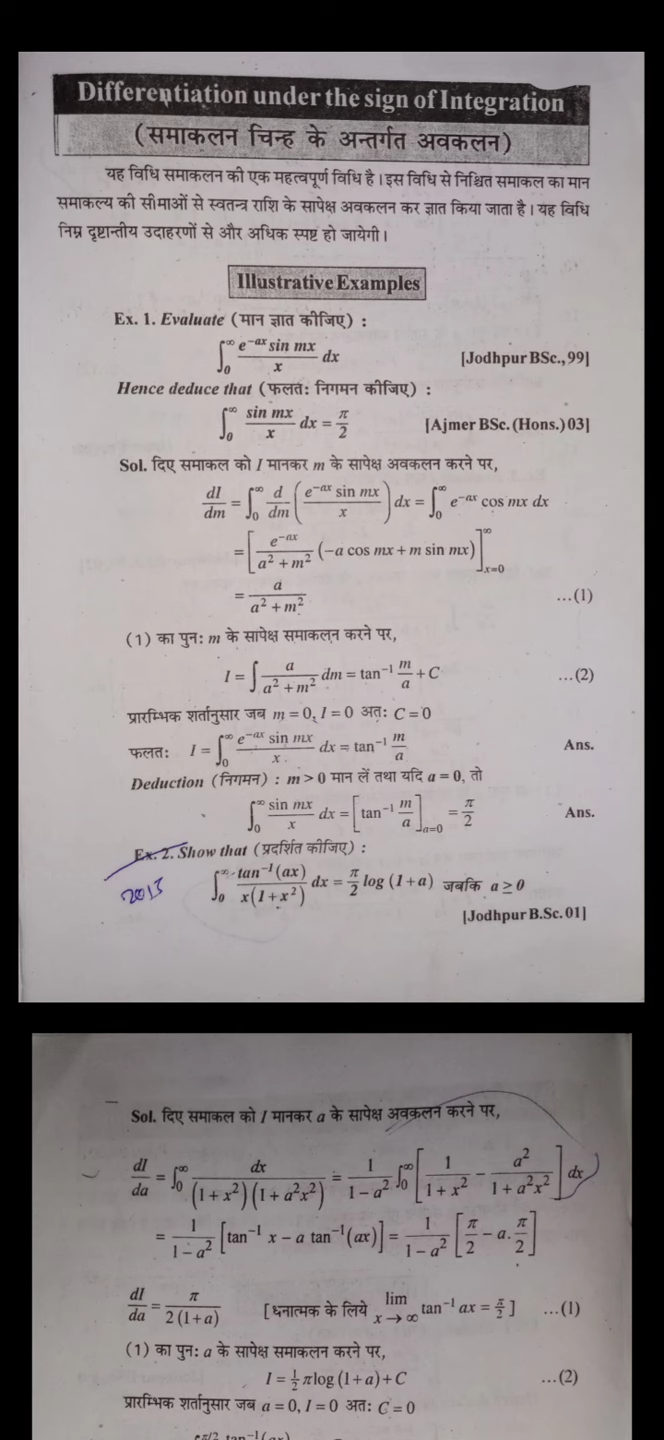 Differentiation under the sign of Integration
(समाकलन चिन्ह के अन्तर्गत अवकलन)
यह विधि समाकलन की एक महत्वपूर्ण विधि है। इस विधि से निश्चित समाकल का मान
समाकल्य की सीमाओं से स्वतन्त्र राशि के सापेक्ष अवकलन कर ज्ञात किया जाता है। यह विधि
निम्न दृष्टान्तीय उदाहरणों से और अधिक स्पष्ट हो जायेगी।
Illustrative Examples
Ex. 1. Evaluate (मान ज्ञात कीजिए) :
∫₀^∞ (e^(−ax) sin mx)/x dx [Jodhpur BSc., 99]
Hence deduce that (फलतः निगमन कीजिए) :
∫₀^∞ (sin mx)/x dx = π/2 [Ajmer BSc. (Hons.) 03]
Sol. दिए समाकल को I मानकर m के सापेक्ष अवकलन करने पर,
dI/dm = ∫₀^∞ d/dm ((e^(−ax) sin mx)/x) dx = ∫₀^∞ e^(−ax) cos mx dx
= [e^(−ax)/(a² + m²) (−a cos mx + m sin mx)]_(x=0)^∞
= a/(a² + m²) ...(1)
(1) का पुनः m के सापेक्ष समाकलन करने पर,
I = ∫ a/(a² + m²) dm = tan⁻¹ m/a + C ...(2)
प्रारम्भिक शर्तानुसार जब m = 0, I = 0 अतः C = 0
फलतः I = ∫₀^∞ (e^(−ax) sin mx)/x dx = tan⁻¹ m/a Ans.
Deduction (निगमन) : m > 0 मान लें तथा यदि a = 0, तो
∫₀^∞ (sin mx)/x dx = [tan⁻¹ m/a]_(a=0) = π/2 Ans.
Ex. 2. Show that (प्रदर्शित कीजिए) :
2013
∫₀^∞ tan⁻¹(ax)/(x(1+x²)) dx = π/2 log (1+a) जबकि a ≥ 0
[Jodhpur B.Sc. 01]
Sol. दिए समाकल को I मानकर a के सापेक्ष अवकलन करने पर,
dI/da = ∫₀^∞ dx/((1+x²)(1+a²x²)) = 1/(1−a²) ∫₀^∞ [1/(1+x²) − a²/(1+a²x²)] dx
= 1/(1−a²) [tan⁻¹ x − a tan⁻¹(ax)] = 1/(1−a²) [π/2 − a.π/2]
dI/da = π/(2(1+a)) [धनात्मक के लिये lim x→∞ tan⁻¹ ax = π/2] ...(1)
(1) का पुनः a के सापेक्ष समाकलन करने पर,
I = ½ π log (1+a) + C ...(2)
प्रारम्भिक शर्तानुसार जब a = 0, I = 0 अतः C = 0